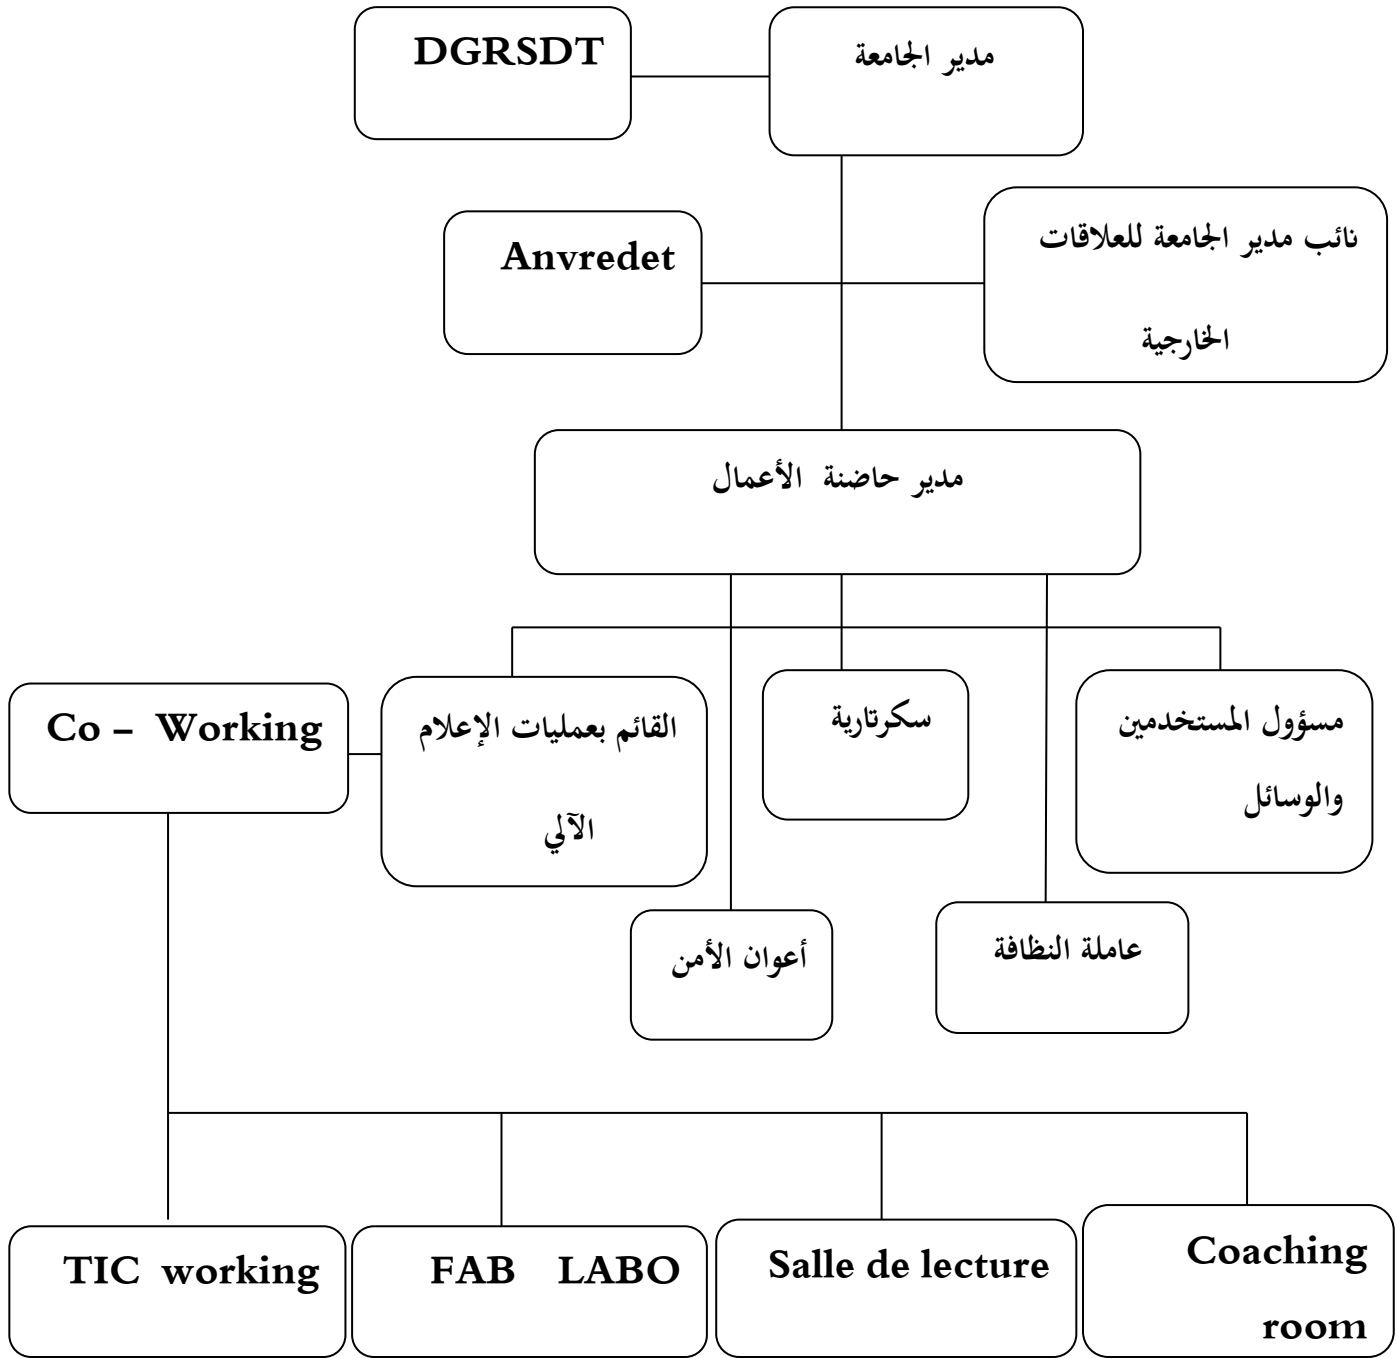 DGRSDT
مدير الجامعة
Anvredet
نائب مدير الجامعة للعلاقات
الخارجية
مدير حاضنة الأعمال
Co – Working
القائم بعمليات الإعلام
الآلي
سكرتارية
مسؤول المستخدمين
والوسائل
أعوان الأمن
عاملة النظافة
TIC working
FAB LABO
Salle de lecture
Coaching
room